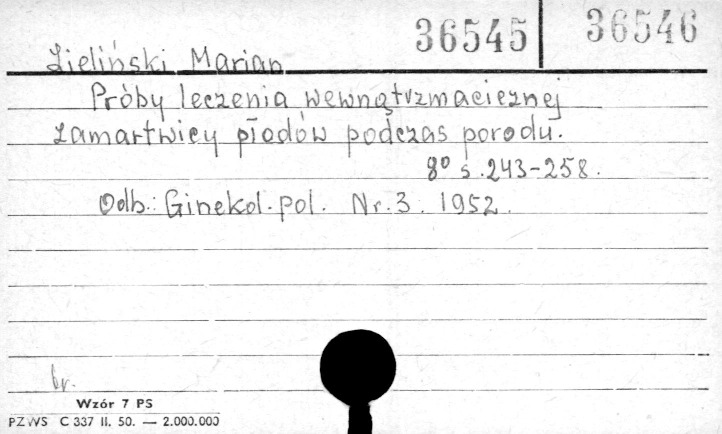 36545 36546
Zieliński Marian
Próby leczenia wewnątrzmacicznej
zamartwicy płodów podczas porodu.
8° s. 243-258.
Odb.: Ginekol. pol. Nr. 3. 1952.
br.
Wzór 7 PS
PZWS C 337 II. 50. — 2.000.000